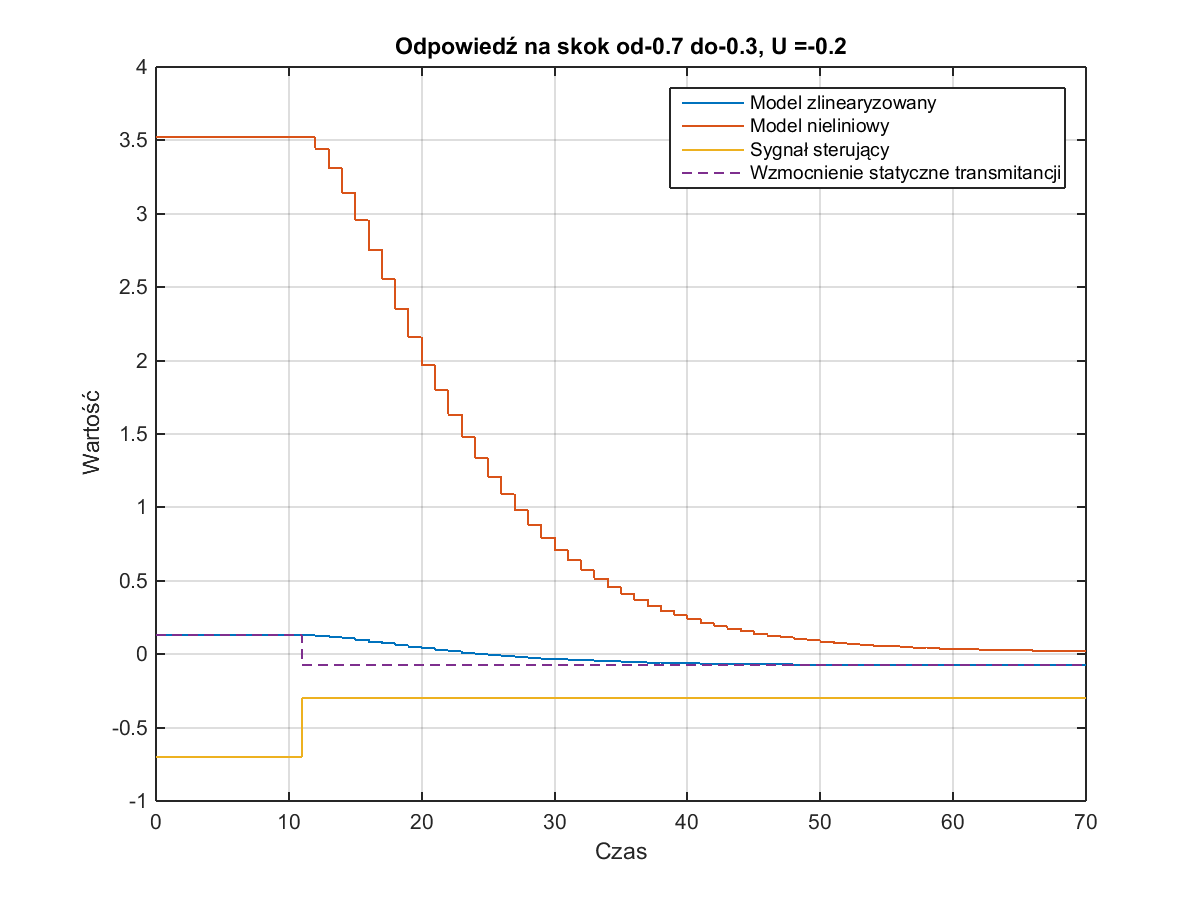 Odpowiedź na skok od-0.7 do-0.3, U =-0.2
Model zlinearyzowany
Model nieliniowy
Sygnał sterujący
Wzmocnienie statyczne transmitancji
Wartość
4
3.5
3
2.5
2
1.5
1
0.5
0
-0.5
-1
0 10 20 30 40 50 60 70
Czas